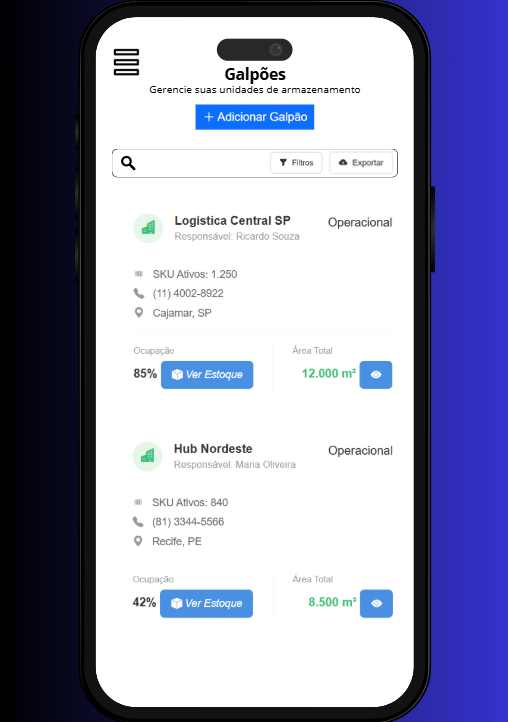 Galpões
Gerencie suas unidades de armazenamento
+ Adicionar Galpão
Filtros Exportar
Logística Central SP Operacional
Responsável: Ricardo Souza
SKU Ativos: 1.250
(11) 4002-8922
Cajamar, SP
Ocupação Área Total
85% Ver Estoque 12.000 m²
Hub Nordeste Operacional
Responsável: Maria Oliveira
SKU Ativos: 840
(81) 3344-5566
Recife, PE
Ocupação Área Total
42% Ver Estoque 8.500 m²